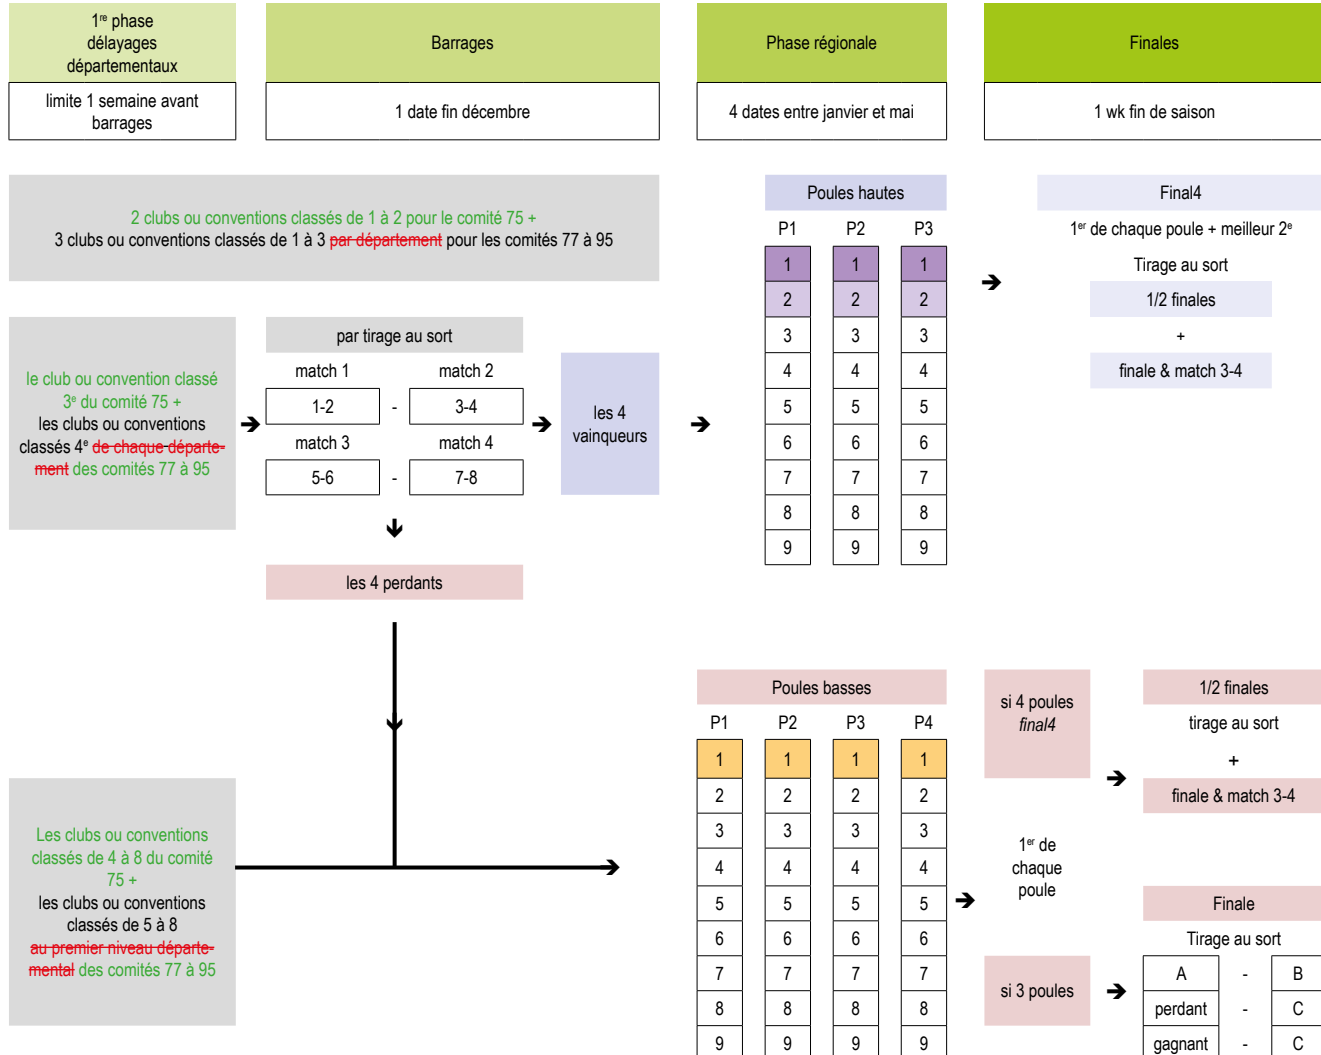 1re phase
délayages
départementaux
Barrages
Phase régionale
Finales
limite 1 semaine avant
barrages
1 date fin décembre
4 dates entre janvier et mai
1 wk fin de saison
2 clubs ou conventions classés de 1 à 2 pour le comité 75 +
3 clubs ou conventions classés de 1 à 3 par département pour les comités 77 à 95
Poules hautes
P1 P2 P3
1 1 1
2 2 2
3 3 3
4 4 4
5 5 5
6 6 6
7 7 7
8 8 8
9 9 9
Final4
1er de chaque poule + meilleur 2e
Tirage au sort
1/2 finales
+
finale & match 3-4
le club ou convention classé
3e du comité 75 +
les clubs ou conventions
classés 4e de chaque départe-
ment des comités 77 à 95
par tirage au sort
match 1 match 2
1-2 - 3-4
match 3 match 4
5-6 - 7-8
les 4
vainqueurs
les 4 perdants
Poules basses
P1 P2 P3 P4
1 1 1 1
2 2 2 2
3 3 3 3
4 4 4 4
5 5 5 5
6 6 6 6
7 7 7 7
8 8 8 8
9 9 9 9
si 4 poules
final4
1/2 finales
tirage au sort
+
finale & match 3-4
1er de
chaque
poule
Les clubs ou conventions
classés de 4 à 8 du comité
75 +
les clubs ou conventions
classés de 5 à 8
au premier niveau départe-
mental des comités 77 à 95
si 3 poules
Finale
Tirage au sort
A - B
perdant - C
gagnant - C